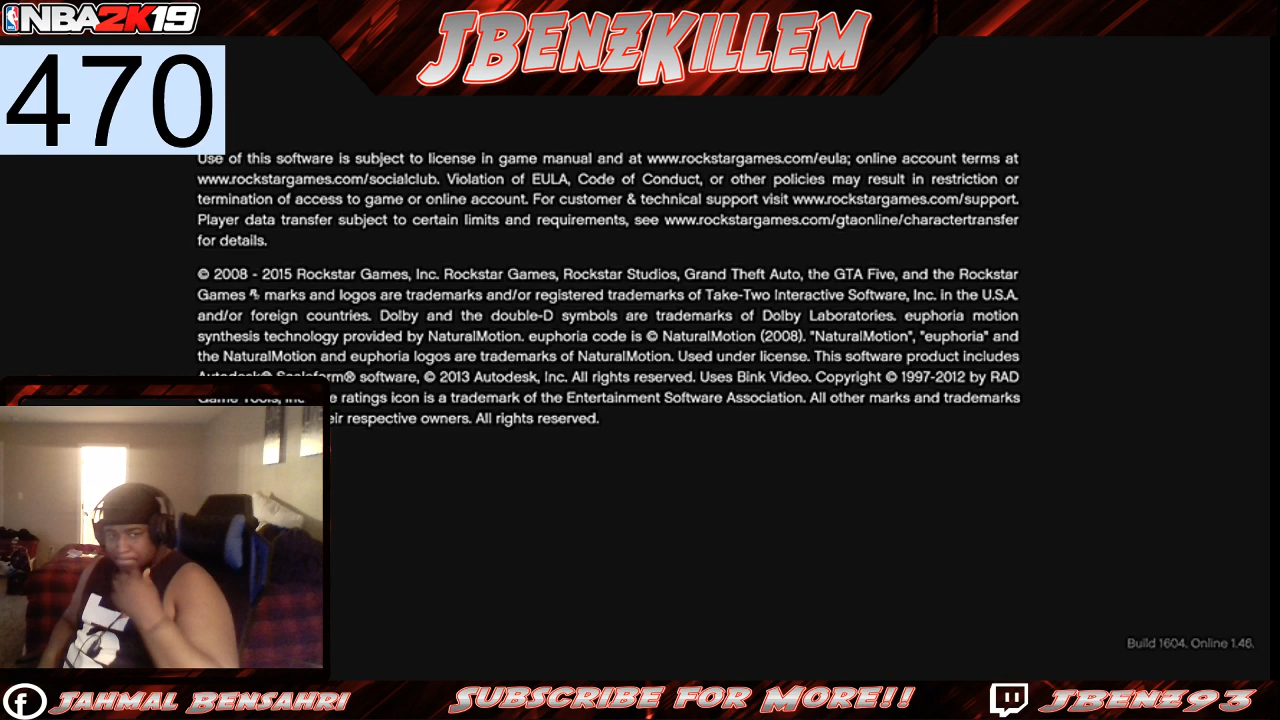 NBA2K19
JBenzKillem
470
Use of this software is subject to license in game manual and at www.rockstargames.com/eula; online account terms at
www.rockstargames.com/socialclub. Violation of EULA, Code of Conduct, or other policies may result in restriction or
termination of access to game or online account. For customer & technical support visit www.rockstargames.com/support.
Player data transfer subject to certain limits and requirements, see www.rockstargames.com/gtaonline/charactertransfer
for details.
© 2008 - 2015 Rockstar Games, Inc. Rockstar Games, Rockstar Studios, Grand Theft Auto, the GTA Five, and the Rockstar
Games R* marks and logos are trademarks and/or registered trademarks of Take-Two Interactive Software, Inc. in the U.S.A.
and/or foreign countries. Dolby and the double-D symbols are trademarks of Dolby Laboratories. euphoria motion
synthesis technology provided by NaturalMotion. euphoria code is © NaturalMotion (2008). "NaturalMotion", "euphoria" and
the NaturalMotion and euphoria logos are trademarks of NaturalMotion. Used under license. This software product includes
Autodesk® Scaleform® software, © 2013 Autodesk, Inc. All rights reserved. Uses Bink Video. Copyright © 1997-2012 by RAD
Game Tools, Inc ratings icon is a trademark of the Entertainment Software Association. All other marks and trademarks
eir respective owners. All rights reserved.
Build 1604. Online 1.46.
Jahmal Bensahri
Subscribe for More!!
JBenz93